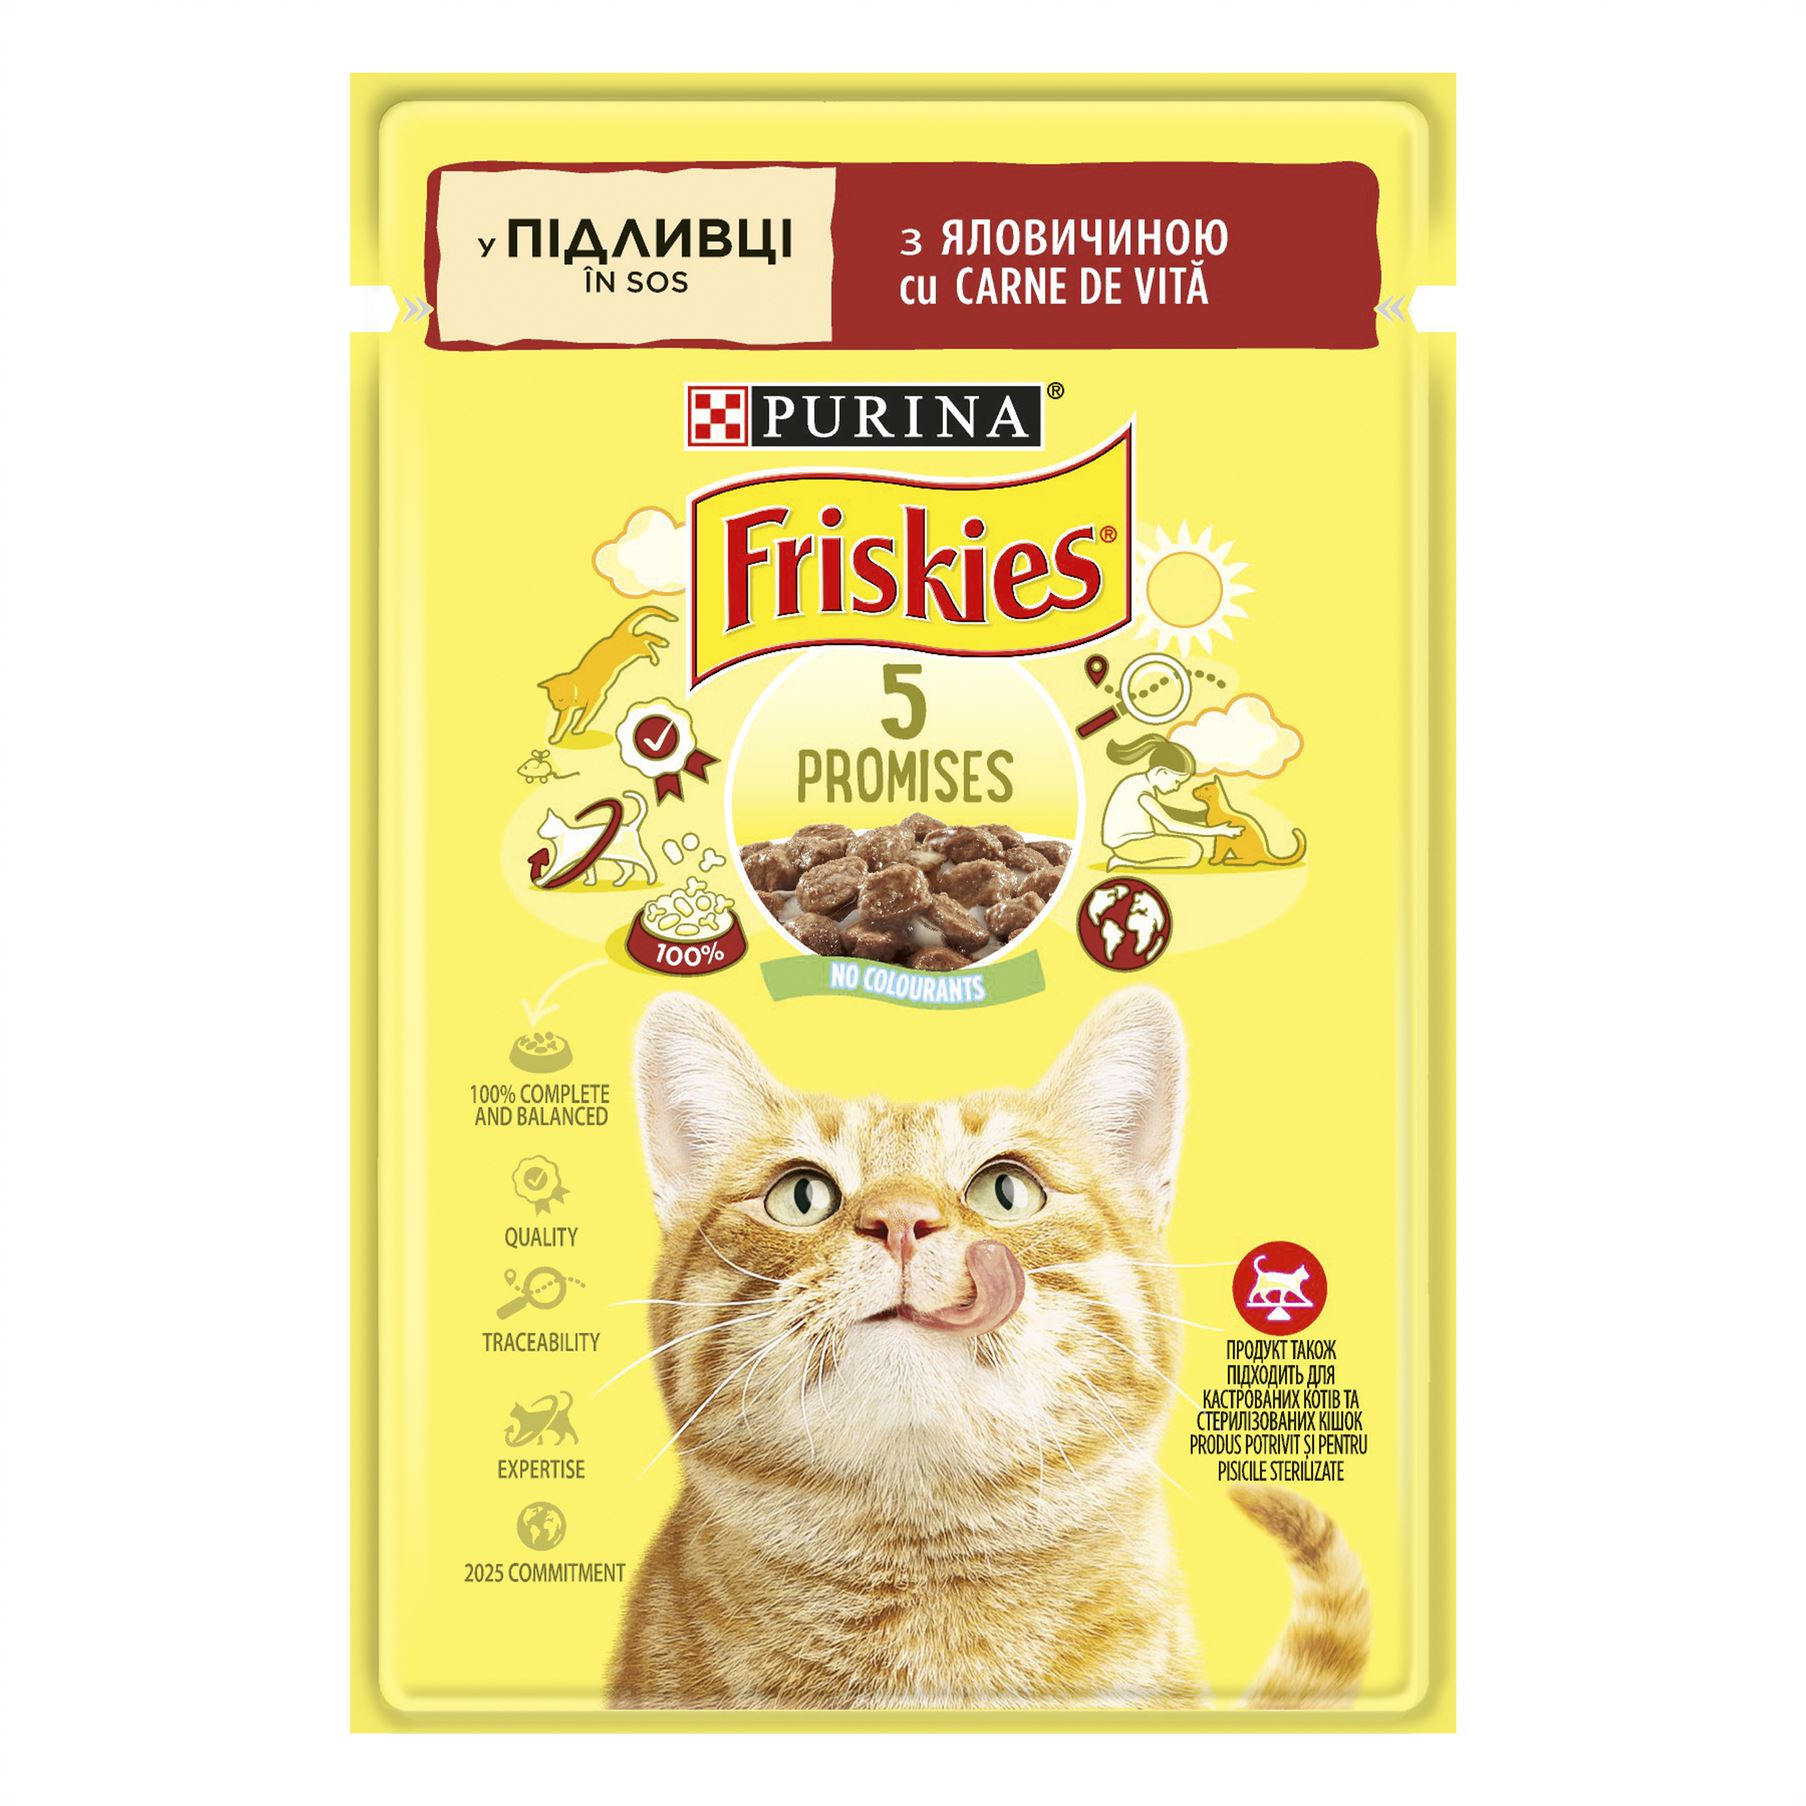 у ПІДЛИВЦІ
ÎN SOS
з ЯЛОВИЧИНОЮ
cu CARNE DE VITĂ
PURINA®
Friskies®
5
PROMISES
100%
NO COLOURANTS
100% COMPLETE
AND BALANCED
QUALITY
TRACEABILITY
EXPERTISE
2025 COMMITMENT
ПРОДУКТ ТАКОЖ
ПІДХОДИТЬ ДЛЯ
КАСТРОВАНИХ КОТІВ ТА
СТЕРИЛІЗОВАНИХ КІШОК
PRODUS POTRIVIT ȘI PENTRU
PISICILE STERILIZATE